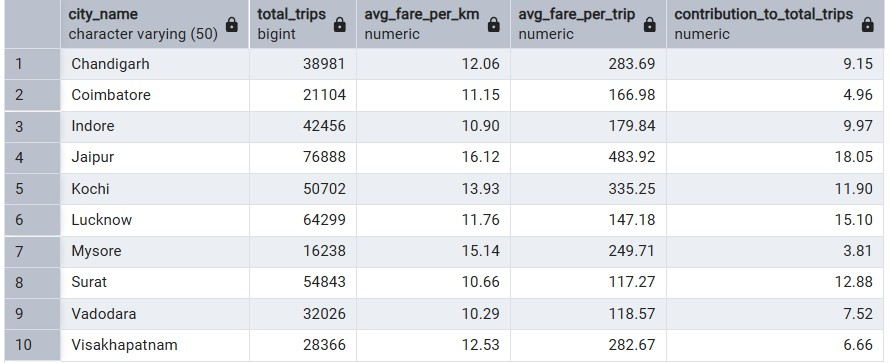 city_name total_trips avg_fare_per_km avg_fare_per_trip contribution_to_total_trips
character varying (50) bigint numeric numeric numeric
1 Chandigarh 38981 12.06 283.69 9.15
2 Coimbatore 21104 11.15 166.98 4.96
3 Indore 42456 10.90 179.84 9.97
4 Jaipur 76888 16.12 483.92 18.05
5 Kochi 50702 13.93 335.25 11.90
6 Lucknow 64299 11.76 147.18 15.10
7 Mysore 16238 15.14 249.71 3.81
8 Surat 54843 10.66 117.27 12.88
9 Vadodara 32026 10.29 118.57 7.52
10 Visakhapatnam 28366 12.53 282.67 6.66